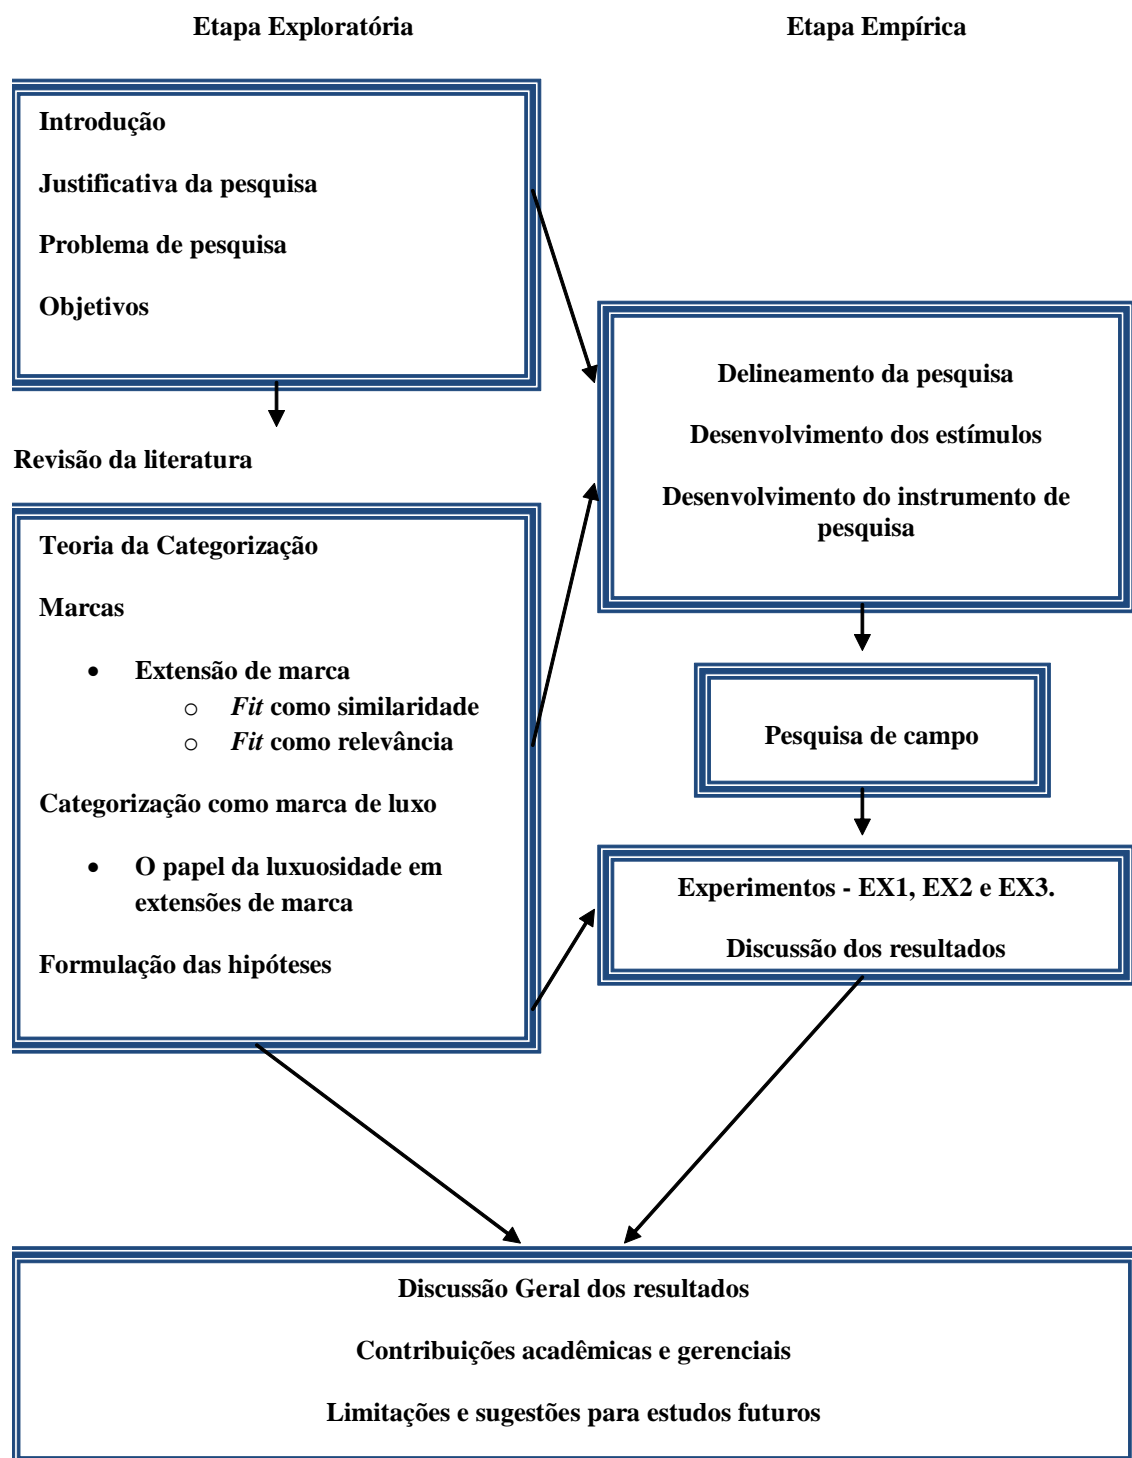 Etapa Exploratória
Etapa Empírica
Introdução
Justificativa da pesquisa
Problema de pesquisa
Objetivos
Revisão da literatura
Teoria da Categorização
Marcas
• Extensão de marca
o Fit como similaridade
o Fit como relevância
Categorização como marca de luxo
• O papel da luxuosidade em
extensões de marca
Formulação das hipóteses
Delineamento da pesquisa
Desenvolvimento dos estímulos
Desenvolvimento do instrumento de
pesquisa
Pesquisa de campo
Experimentos - EX1, EX2 e EX3.
Discussão dos resultados
Discussão Geral dos resultados
Contribuições acadêmicas e gerenciais
Limitações e sugestões para estudos futuros